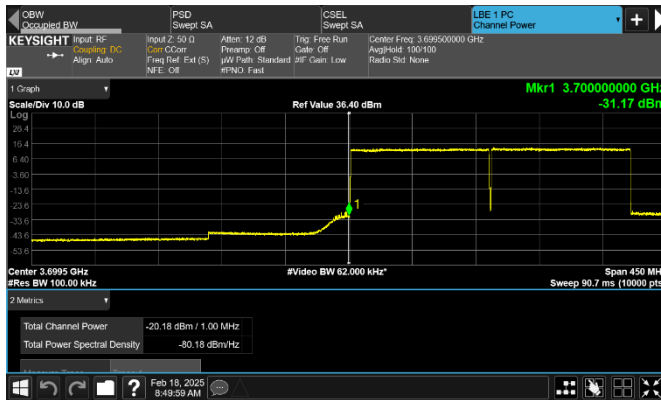 OBW
Occupied BW
PSD
Swept SA
CSEL
Swept SA
LBE 1 PC
Channel Power
KEYSIGHT
Input: RF
Coupling: DC
Align: Auto
Input Z: 50 Ω
Corr CCorr
Freq Ref: Ext (S)
NFE: Off
Atten: 12 dB
Preamp: Off
µW Path: Standard
#PNO: Fast
Trig: Free Run
Gate: Off
#IF Gain: Low
Center Freq: 3.699500000 GHz
Avg|Hold: 100/100
Radio Std: None
1 Graph
Scale/Div 10.0 dB
Ref Value 36.40 dBm
Mkr1 3.700000000 GHz
-31.17 dBm
Log
26.4
16.4
6.40
-3.60
-13.6
-23.6
-33.6
-43.6
-53.6
1
Center 3.6995 GHz
#Res BW 100.00 kHz
#Video BW 62.000 kHz*
Span 450 MH
Sweep 90.7 ms (10000 pts
2 Metrics
Total Channel Power
-20.18 dBm / 1.00 MHz
Total Power Spectral Density
-80.18 dBm/Hz
Feb 18, 2025
8:49:59 AM